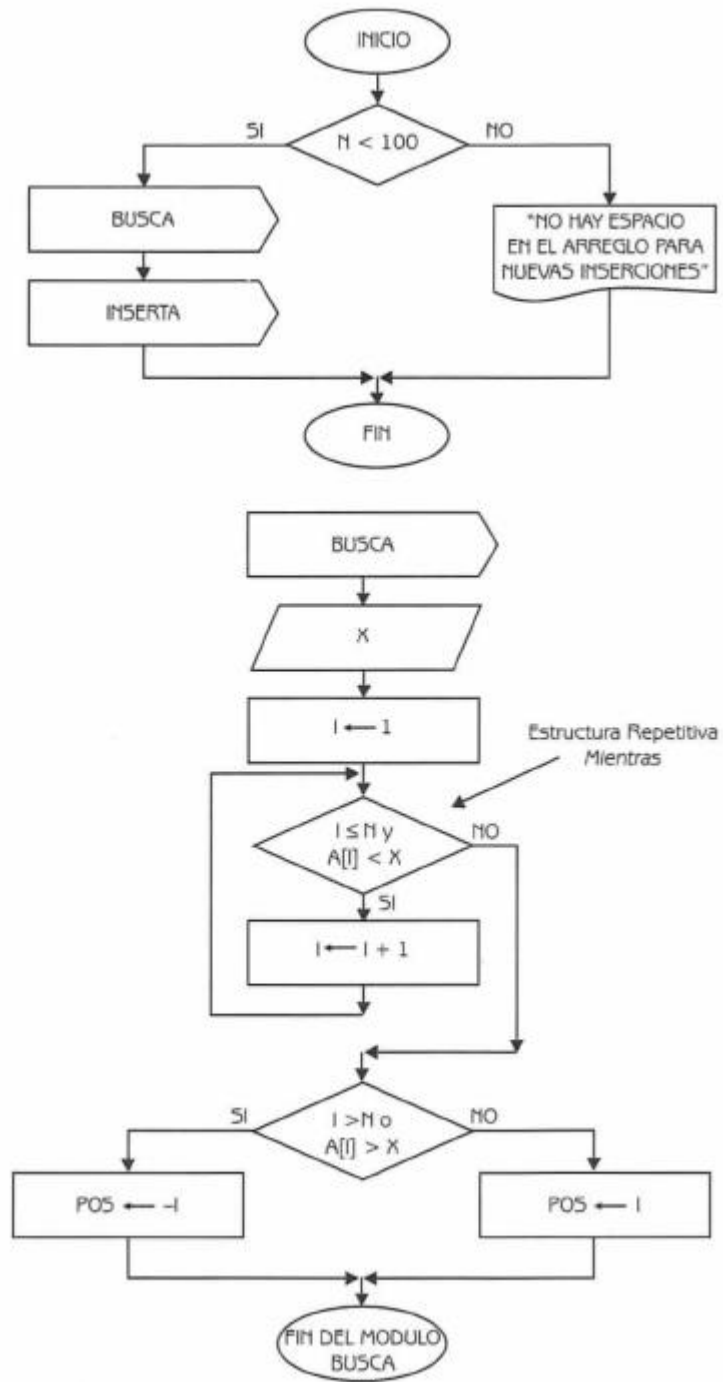 INICIO
SI
N < 100
NO
BUSCA
INSERTA
"NO HAY ESPACIO
EN EL ARREGLO PARA
NUEVAS INSERCIONES"
FIN
BUSCA
X
I ← 1
Estructura Repetitiva
Mientras
I ≤ N y
A[I] < X
NO
SI
I ← I + 1
SI
I > N o
A[I] > X
NO
POS ← –I
POS ← I
FIN DEL MODULO
BUSCA